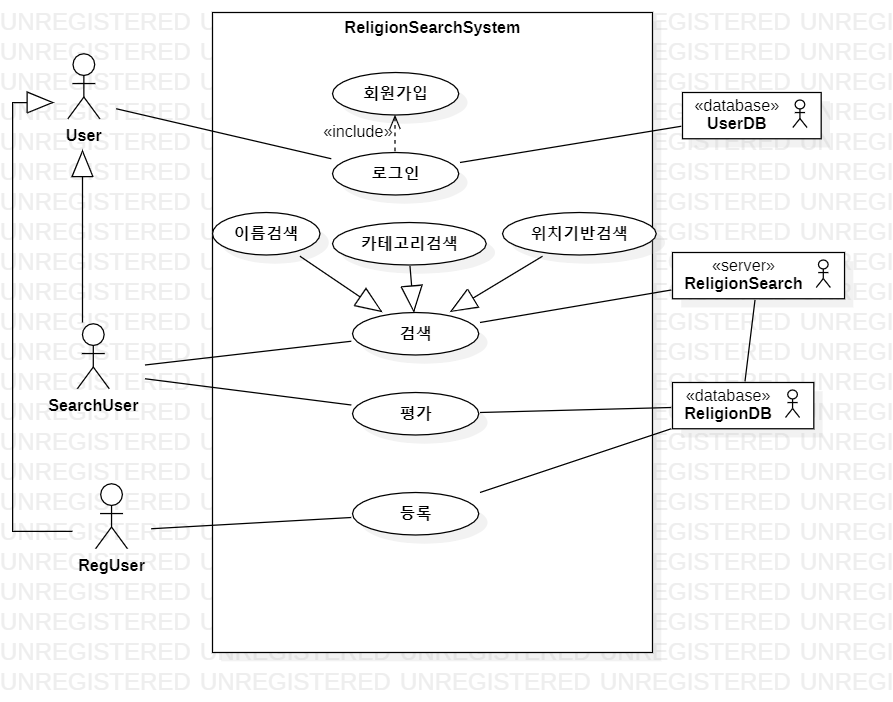 ReligionSearchSystem
회원가입
«include»
로그인
User
«database»
UserDB
이름검색
카테고리검색
위치기반검색
«server»
ReligionSearch
검색
SearchUser
평가
«database»
ReligionDB
등록
RegUser
UNREGISTERED UNREGISTERED UNREGISTERED UNREGISTERED UNREGI